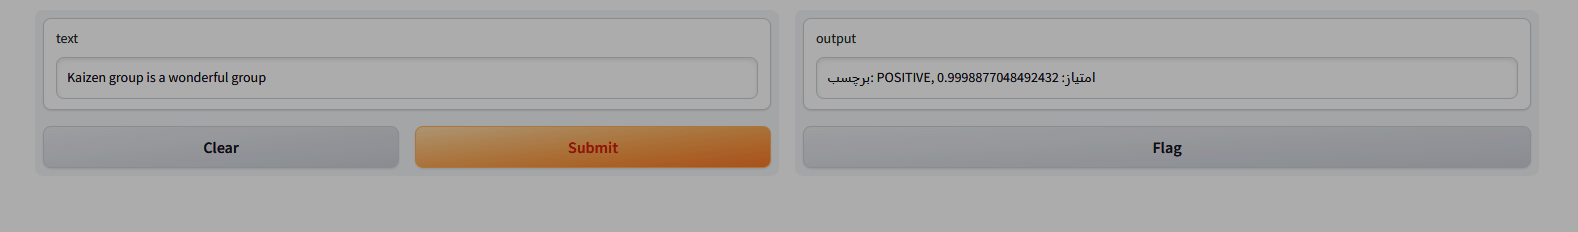 text
Kaizen group is a wonderful group
Clear
Submit
output
برچسب: POSITIVE, امتیاز: 0.9998877048492432
Flag